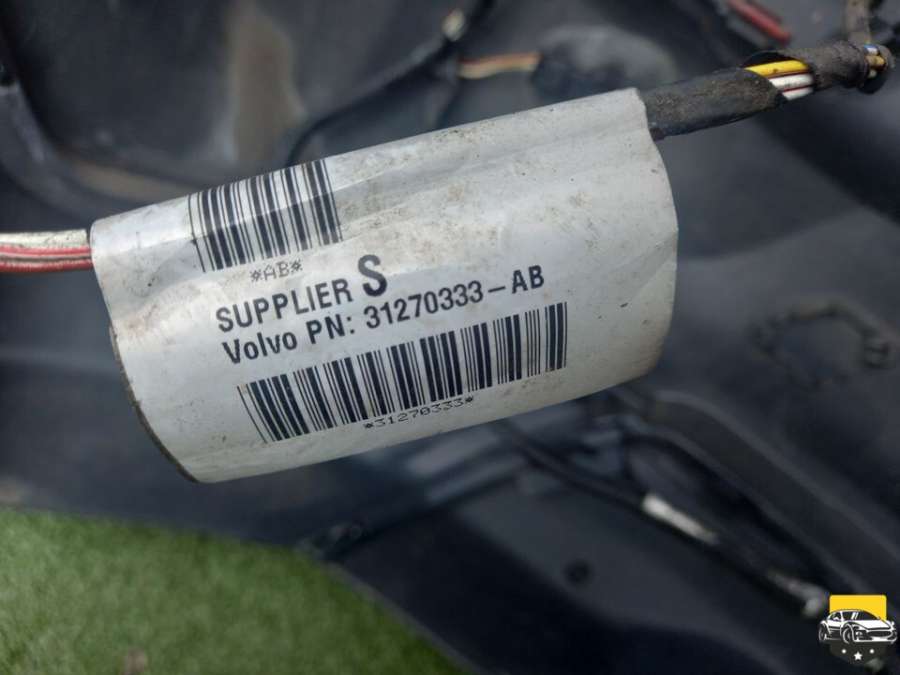 *AB*
SUPPLIER S
Volvo PN: 31270333-AB
*31270333*